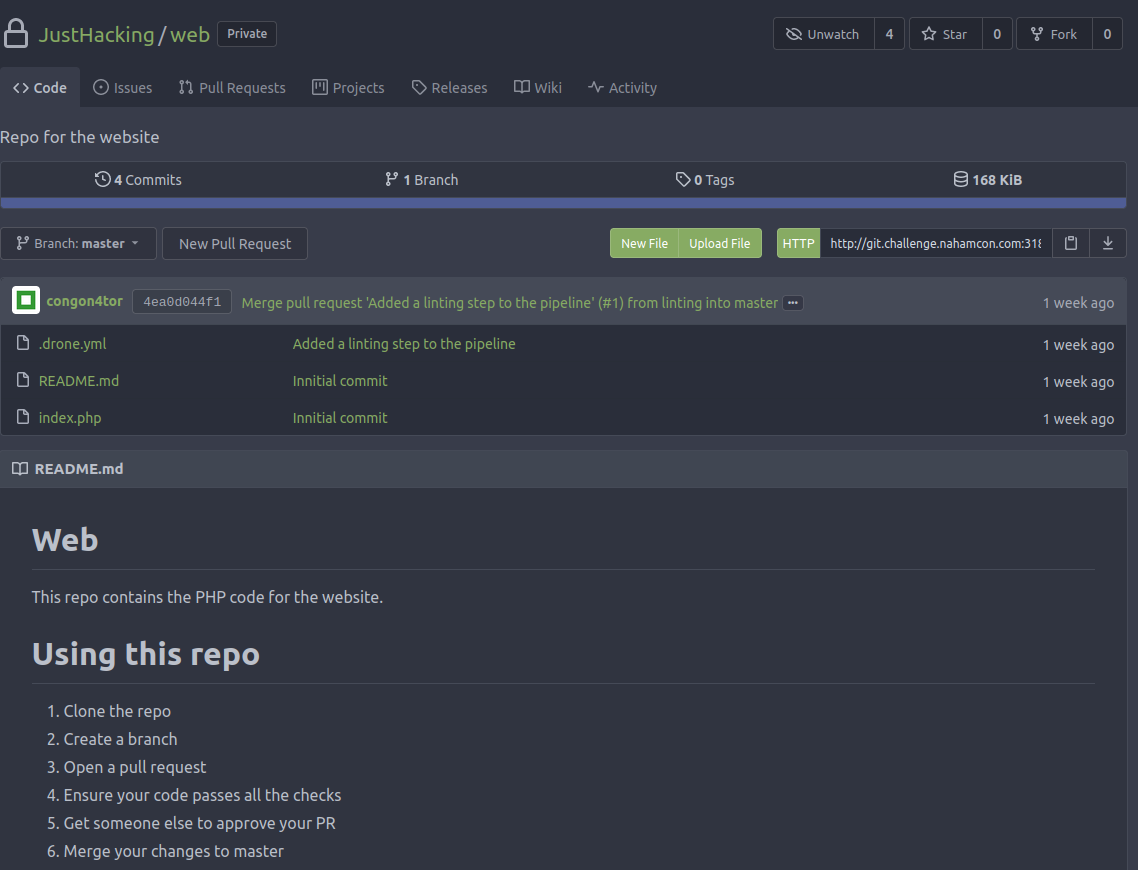 JustHacking / web Private Unwatch 4 Star 0 Fork 0
Code Issues Pull Requests Projects Releases Wiki Activity
Repo for the website
4 Commits 1 Branch 0 Tags 168 KiB
Branch: master New Pull Request New File Upload File HTTP http://git.challenge.nahamcon.com:318
congon4tor 4ea0d044f1 Merge pull request 'Added a linting step to the pipeline' (#1) from linting into master ... 1 week ago
.drone.yml Added a linting step to the pipeline 1 week ago
README.md Innitial commit 1 week ago
index.php Innitial commit 1 week ago
README.md
Web
This repo contains the PHP code for the website.
Using this repo
1. Clone the repo
2. Create a branch
3. Open a pull request
4. Ensure your code passes all the checks
5. Get someone else to approve your PR
6. Merge your changes to master